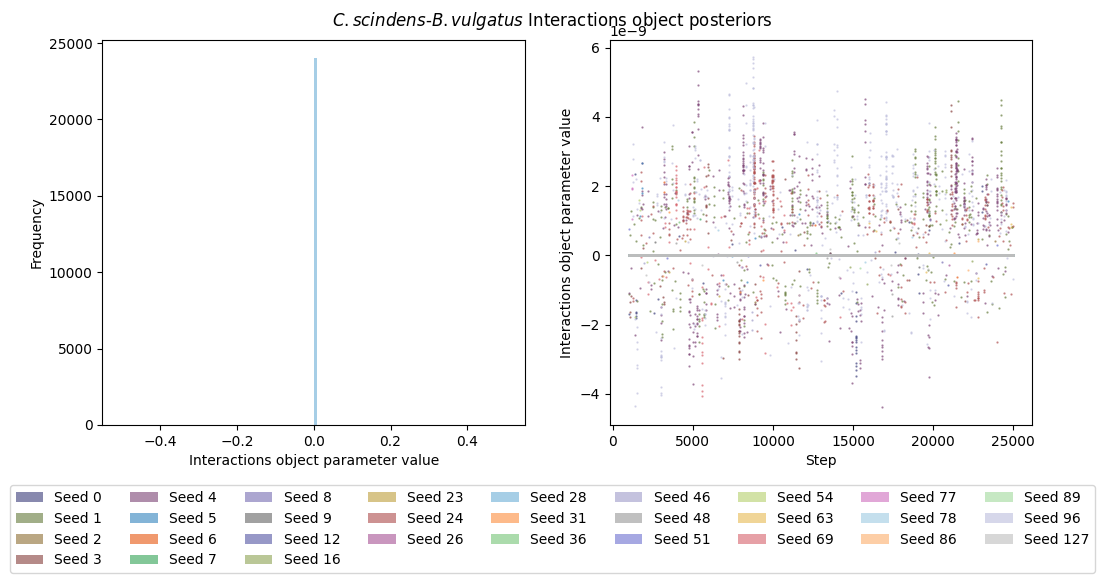 C. scindens-B. vulgatus Interactions object posteriors
25000
20000
15000
10000
5000
0
Frequency
−0.4 −0.2 0.0 0.2 0.4
Interactions object parameter value
1e−9
6
4
2
0
−2
−4
Interactions object parameter value
0 5000 10000 15000 20000 25000
Step
Seed 0 Seed 4 Seed 8 Seed 23 Seed 28 Seed 46 Seed 54 Seed 77 Seed 89
Seed 1 Seed 5 Seed 9 Seed 24 Seed 31 Seed 48 Seed 63 Seed 78 Seed 96
Seed 2 Seed 6 Seed 12 Seed 26 Seed 36 Seed 51 Seed 69 Seed 86 Seed 127
Seed 3 Seed 7 Seed 16